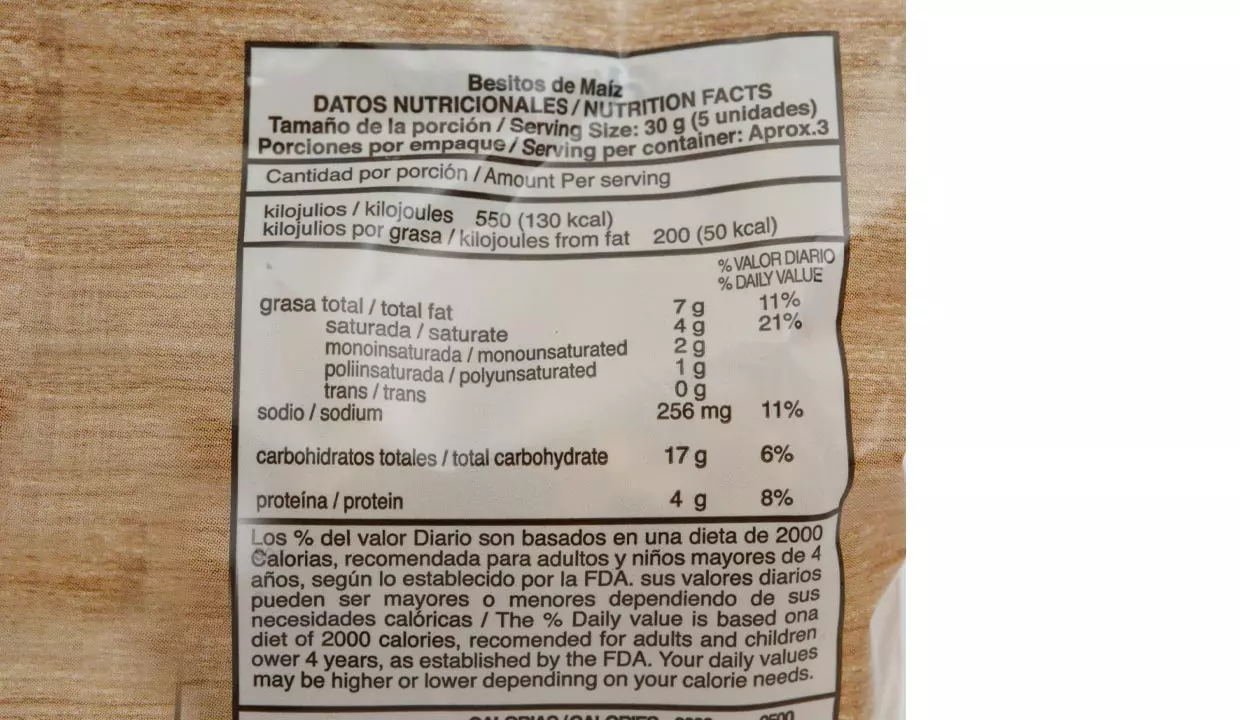 Besitos de Maíz
DATOS NUTRICIONALES / NUTRITION FACTS
Tamaño de la porción / Serving Size: 30 g (5 unidades)
Porciones por empaque / Serving per container: Aprox.3
Cantidad por porción / Amount Per serving
kilojulios / kilojoules 550 (130 kcal)
kilojulios por grasa / kilojoules from fat 200 (50 kcal)
% VALOR DIARIO
% DAILY VALUE
grasa total / total fat 7 g 11%
saturada / saturate 4 g 21%
monoinsaturada / monounsaturated 2 g
poliinsaturada / polyunsaturated 1 g
trans / trans 0 g
sodio / sodium 256 mg 11%
carbohidratos totales / total carbohydrate 17 g 6%
proteína / protein 4 g 8%
Los % del valor Diario son basados en una dieta de 2000
Calorias, recomendada para adultos y niños mayores de 4
años, según lo establecido por la FDA. sus valores diarios
pueden ser mayores o menores dependiendo de sus
necesidades calóricas / The % Daily value is based ona
diet of 2000 calories, recomended for adults and children
ower 4 years, as established by the FDA. Your daily values
may be higher or lower dependinng on your calorie needs.